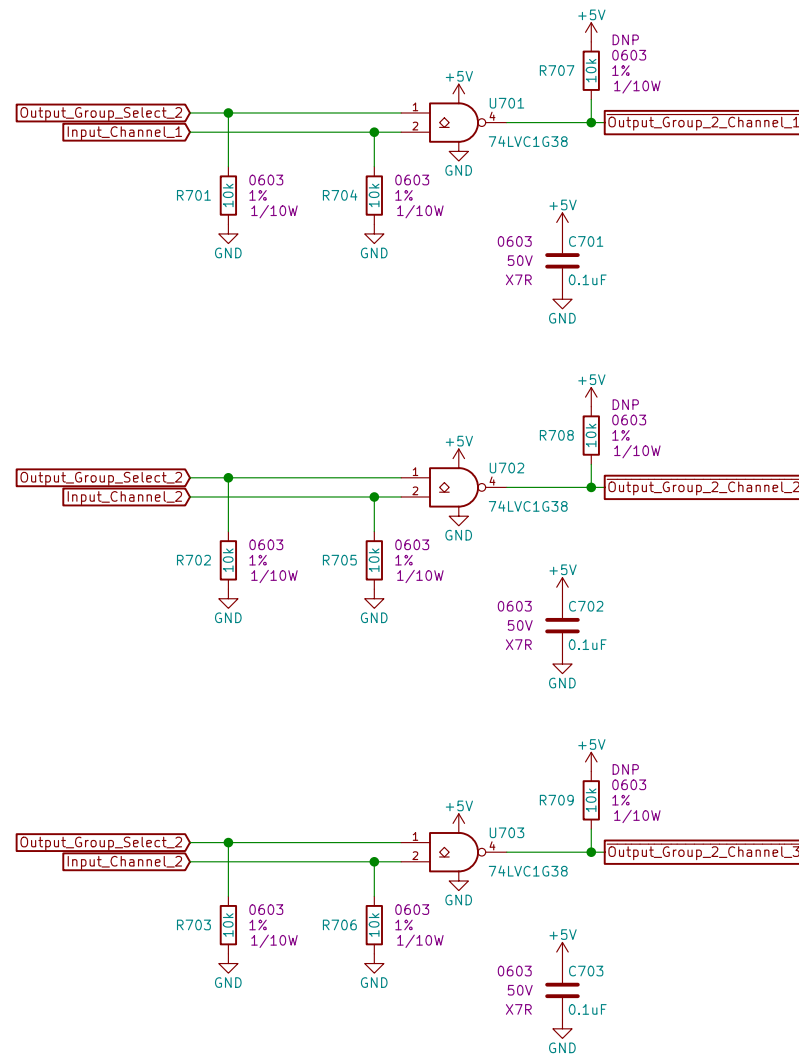 +5V
DNP
0603
R707 10k 1%
1/10W
+5V
U701
Output_Group_Select_2 1 4 Output_Group_2_Channel_1
Input_Channel_1 2
74LVC1G38
GND
0603 0603
R701 10k 1% R704 10k 1%
1/10W 1/10W
GND GND
+5V
0603 C701
50V
X7R 0.1uF
GND
+5V
DNP
0603
R708 10k 1%
1/10W
+5V
U702
Output_Group_Select_2 1 4 Output_Group_2_Channel_2
Input_Channel_2 2
74LVC1G38
GND
0603 0603
R702 10k 1% R705 10k 1%
1/10W 1/10W
GND GND
+5V
0603 C702
50V
X7R 0.1uF
GND
+5V
DNP
0603
R709 10k 1%
1/10W
+5V
U703
Output_Group_Select_2 1 4 Output_Group_2_Channel_3
Input_Channel_2 2
74LVC1G38
GND
0603 0603
R703 10k 1% R706 10k 1%
1/10W 1/10W
GND GND
+5V
0603 C703
50V
X7R 0.1uF
GND